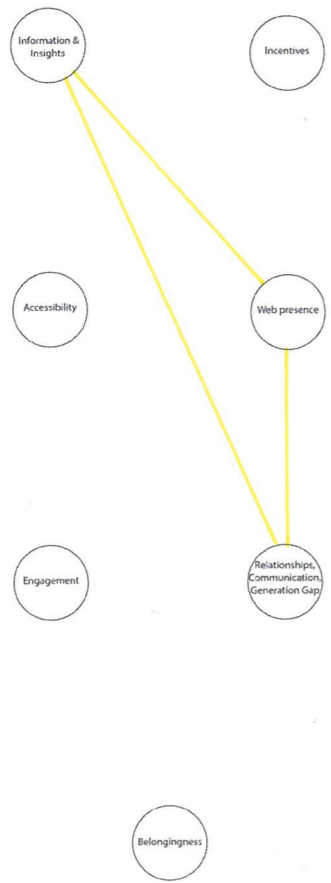 Information &
Insights
Incentives
Accessibility
Web presence
Engagement
Relationships,
Communication,
Generation Gap
Belongingness